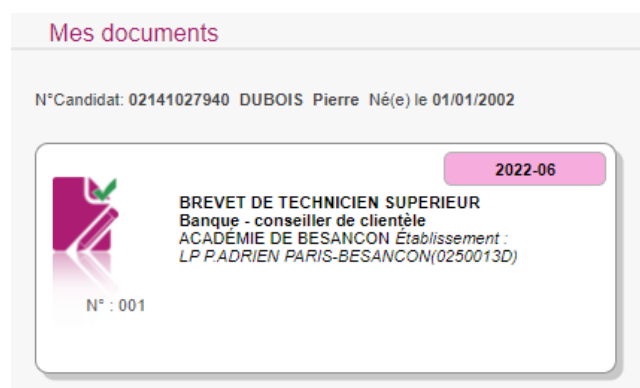 Mes documents
N°Candidat: 02141027940 DUBOIS Pierre Né(e) le 01/01/2002
2022-06
BREVET DE TECHNICIEN SUPERIEUR
Banque - conseiller de clientèle
ACADÉMIE DE BESANCON Établissement :
LP P.ADRIEN PARIS-BESANCON(0250013D)
N° : 001